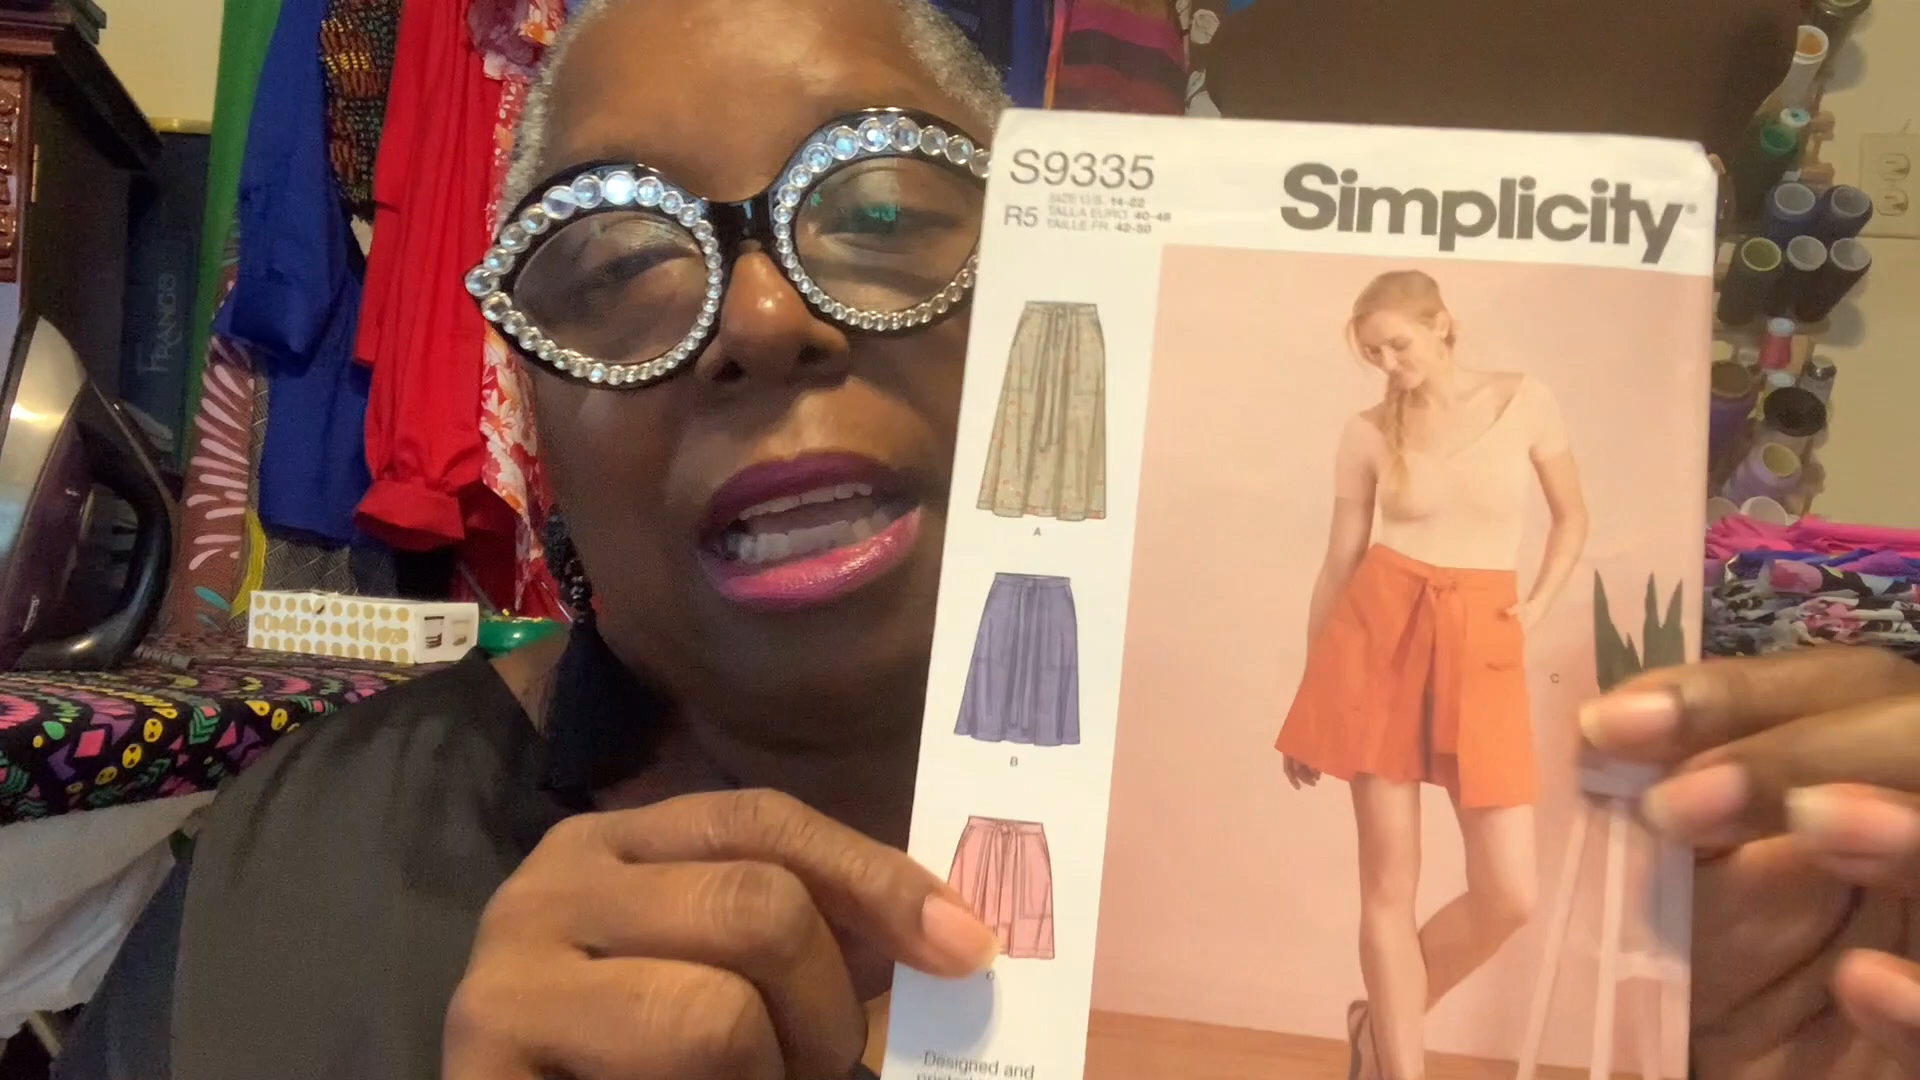 S9335
R5
SIZE U.S. 14-22
TALLA EURO. 40-48
TAILLE FR. 42-50
Simplicity
A
B
C
C
Designed and